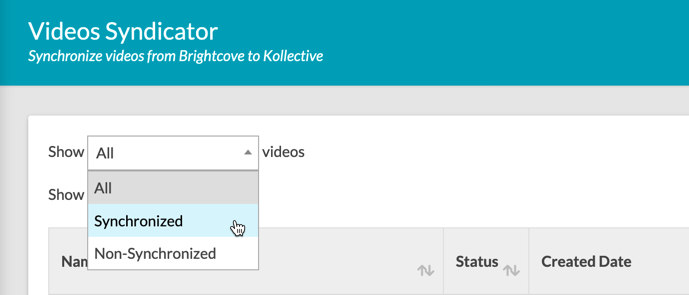 Videos Syndicator
Synchronize videos from Brightcove to Kollective
Show All videos
All
Show
Synchronized
Non-Synchronized
Status Created Date